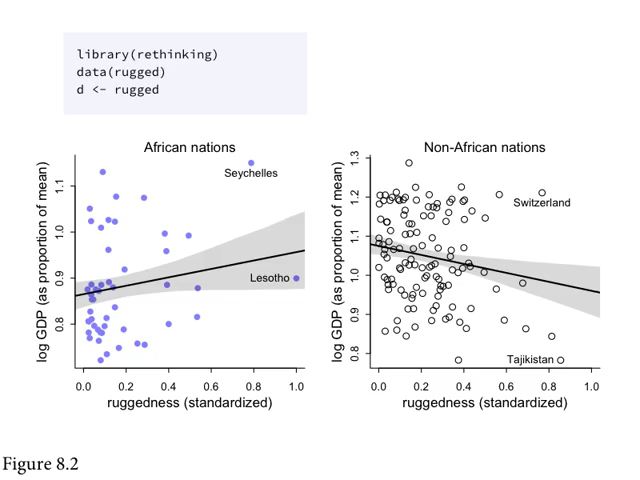 library(rethinking)
data(rugged)
d <- rugged
African nations
log GDP (as proportion of mean)
0.8
0.9
1.0
1.1
Seychelles
Lesotho
0.0
0.2
0.4
0.6
0.8
1.0
ruggedness (standardized)
Non-African nations
log GDP (as proportion of mean)
0.8
0.9
1.0
1.1
1.2
1.3
Switzerland
Tajikistan
0.0
0.2
0.4
0.6
0.8
1.0
ruggedness (standardized)
Figure 8.2